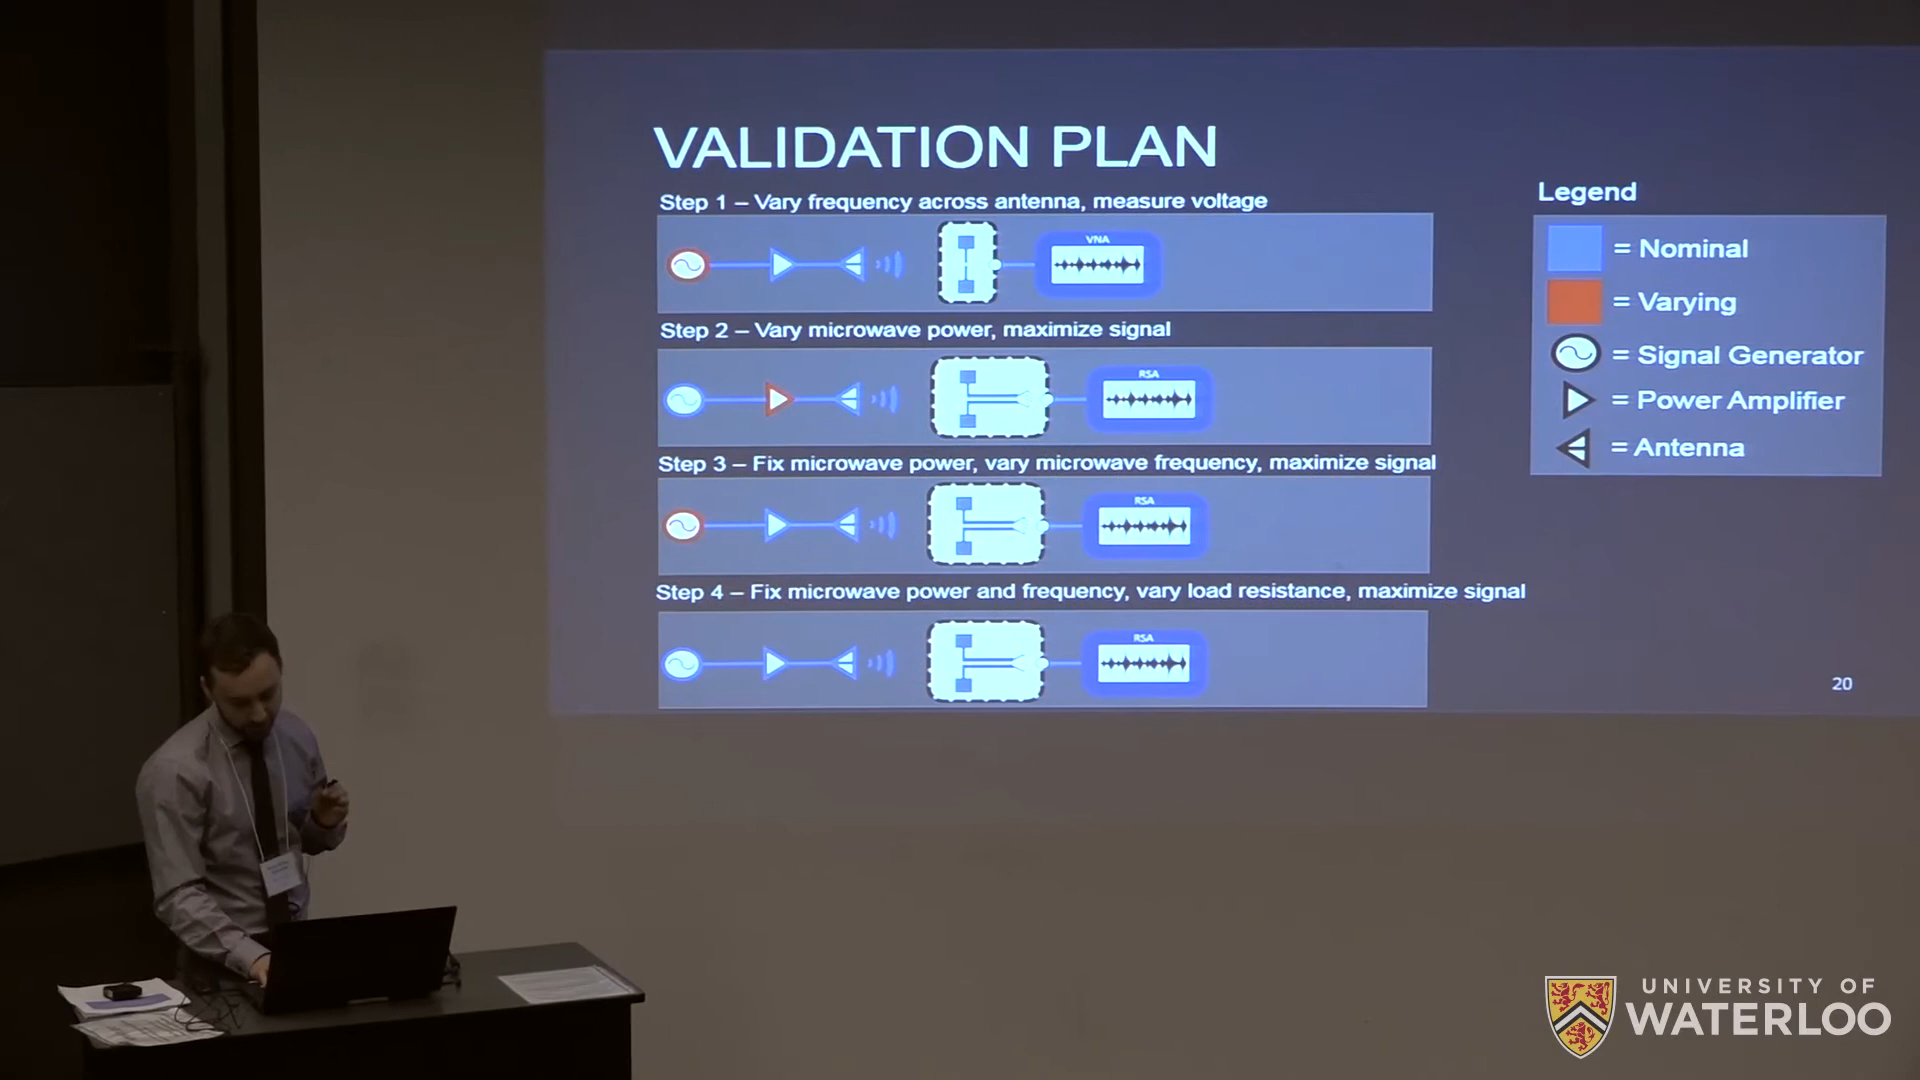 VALIDATION PLAN
Step 1 – Vary frequency across antenna, measure voltage
VNA
Step 2 – Vary microwave power, maximize signal
RSA
Step 3 – Fix microwave power, vary microwave frequency, maximize signal
RSA
Step 4 – Fix microwave power and frequency, vary load resistance, maximize signal
RSA
Legend
= Nominal
= Varying
= Signal Generator
= Power Amplifier
= Antenna
20
UNIVERSITY OF
WATERLOO